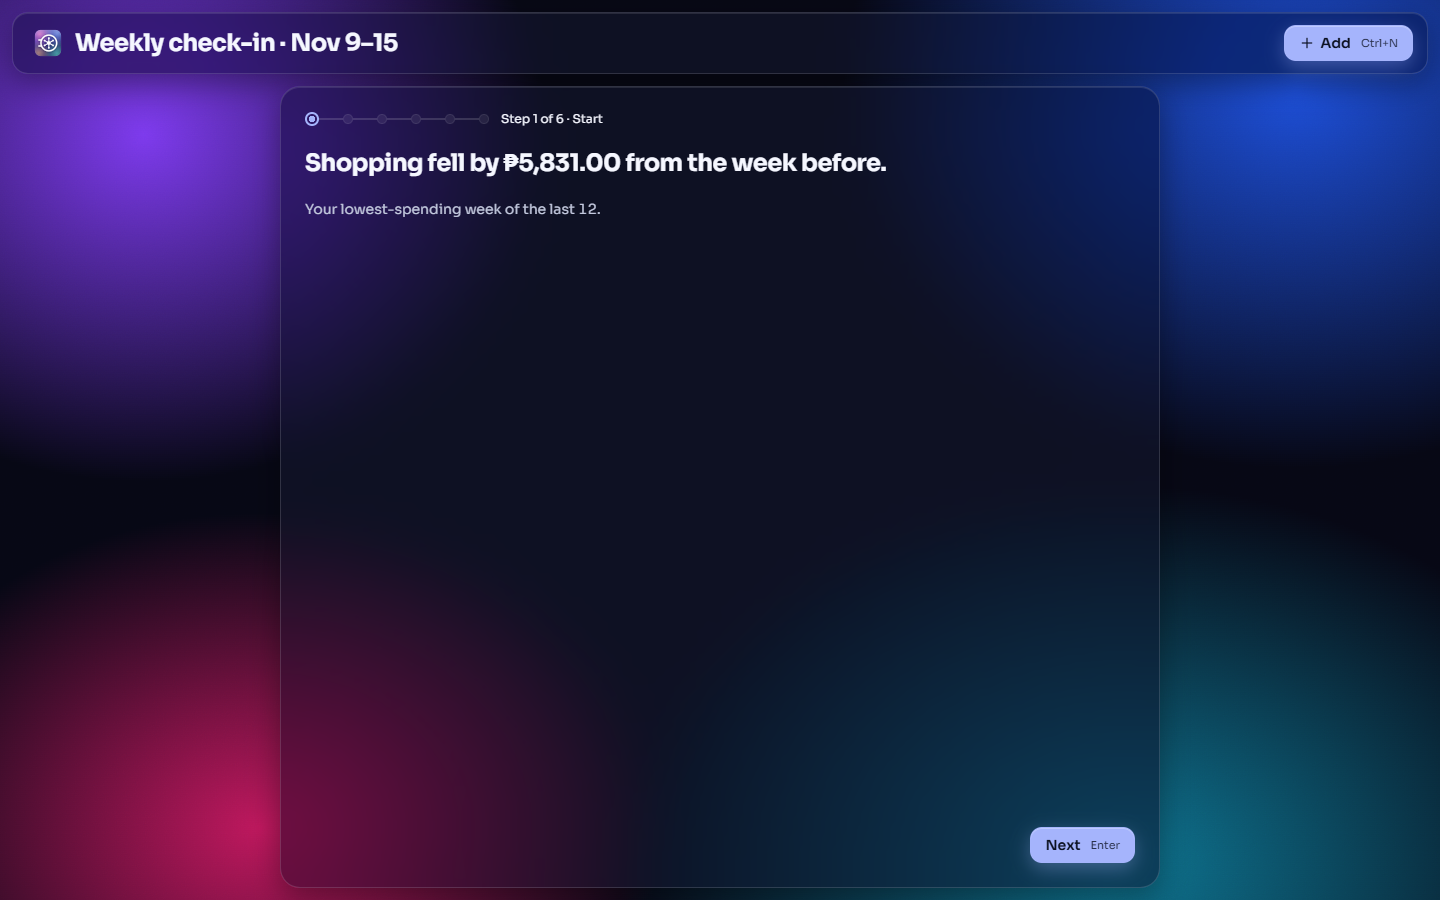 Weekly check-in · Nov 9–15
Add Ctrl+N
Step 1 of 6 · Start
Shopping fell by ₱5,831.00 from the week before.
Your lowest-spending week of the last 12.
Next Enter